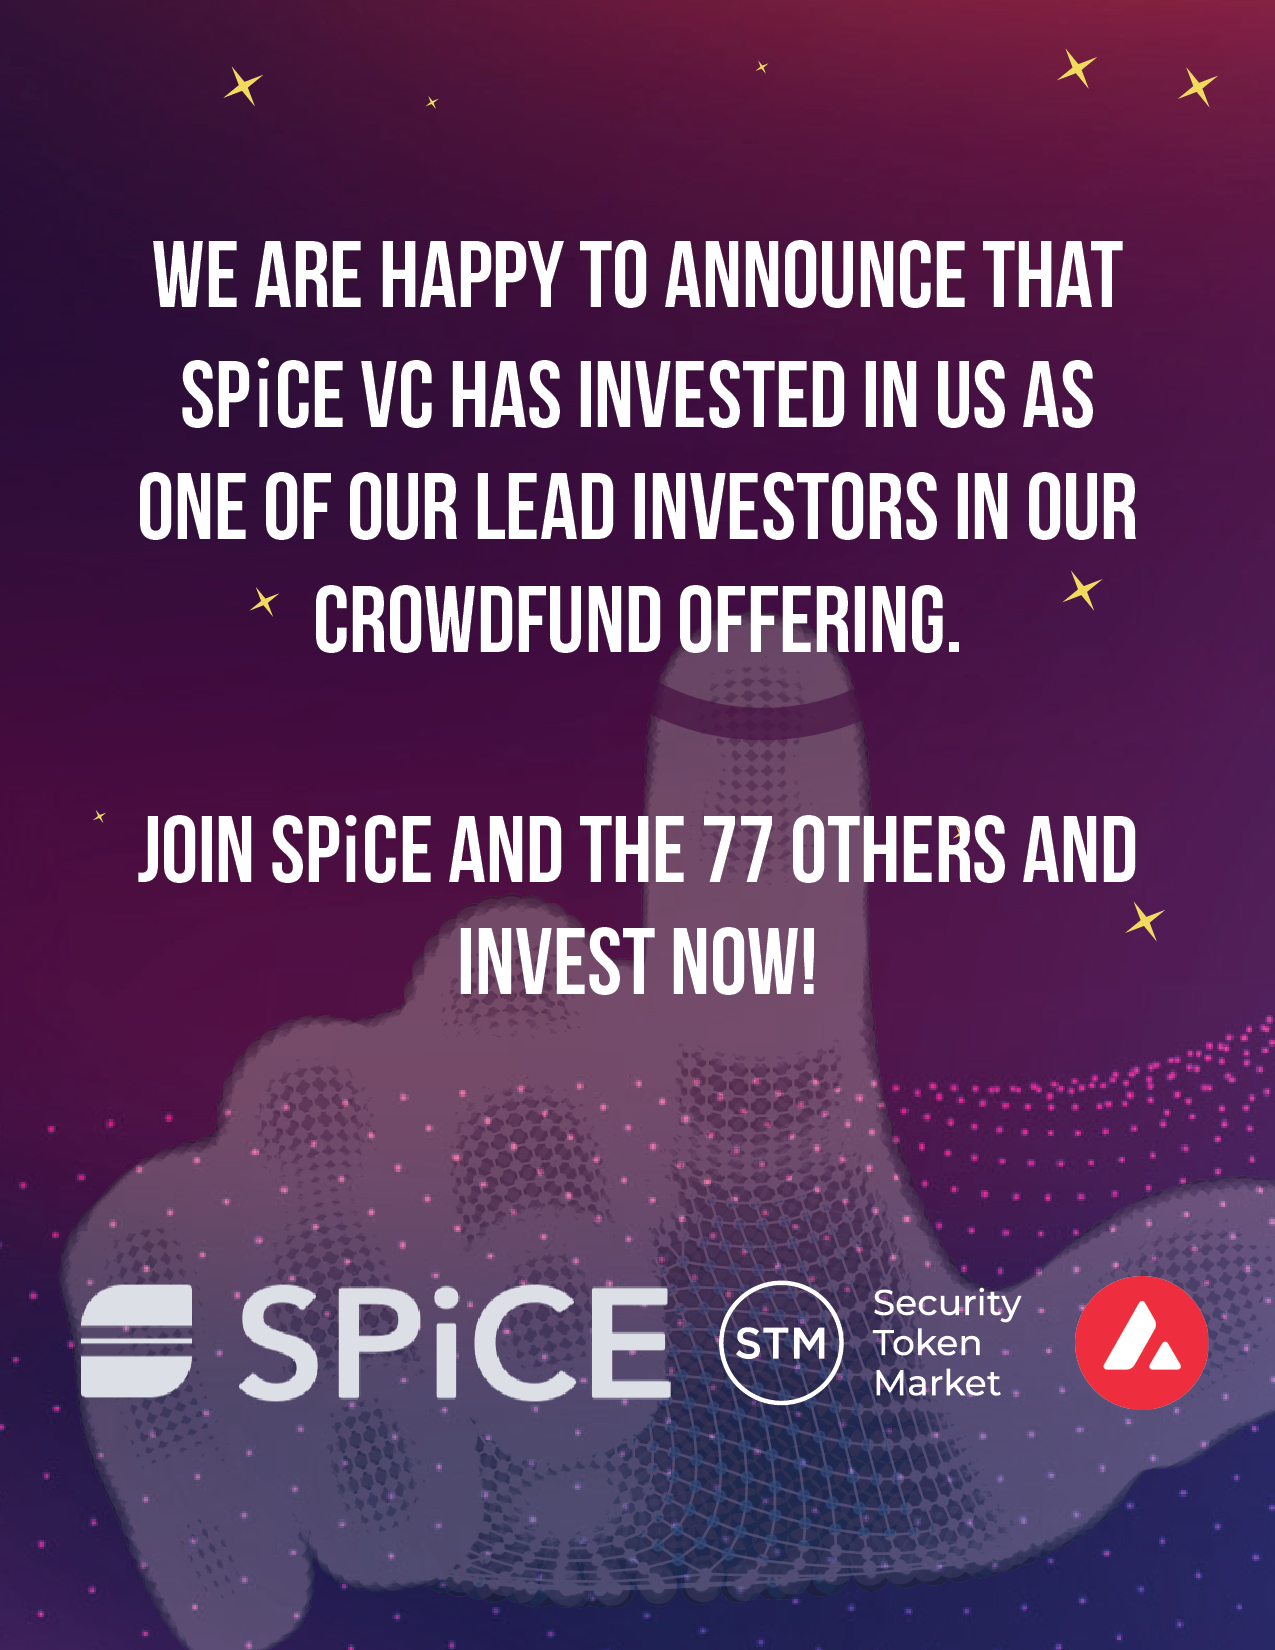 WE ARE HAPPY TO ANNOUNCE THAT
SPiCE VC HAS INVESTED IN US AS
ONE OF OUR LEAD INVESTORS IN OUR
CROWDFUND OFFERING.
JOIN SPiCE AND THE 77 OTHERS AND
INVEST NOW!
SPiCE
STM
Security
Token
Market